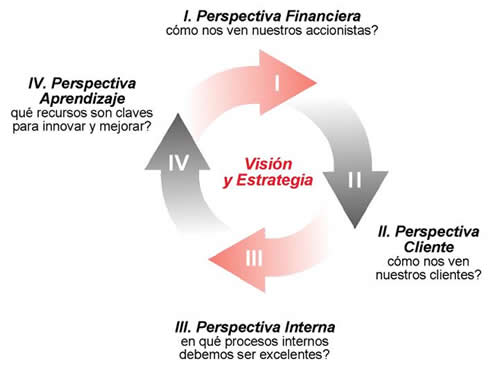 I. Perspectiva Financiera
cómo nos ven nuestros accionistas?
IV. Perspectiva
Aprendizaje
qué recursos son claves
para innovar y mejorar?
I
IV
Visión
y Estrategia
II
II. Perspectiva
Cliente
cómo nos ven
nuestros clientes?
III
III. Perspectiva Interna
en qué procesos internos
debemos ser excelentes?